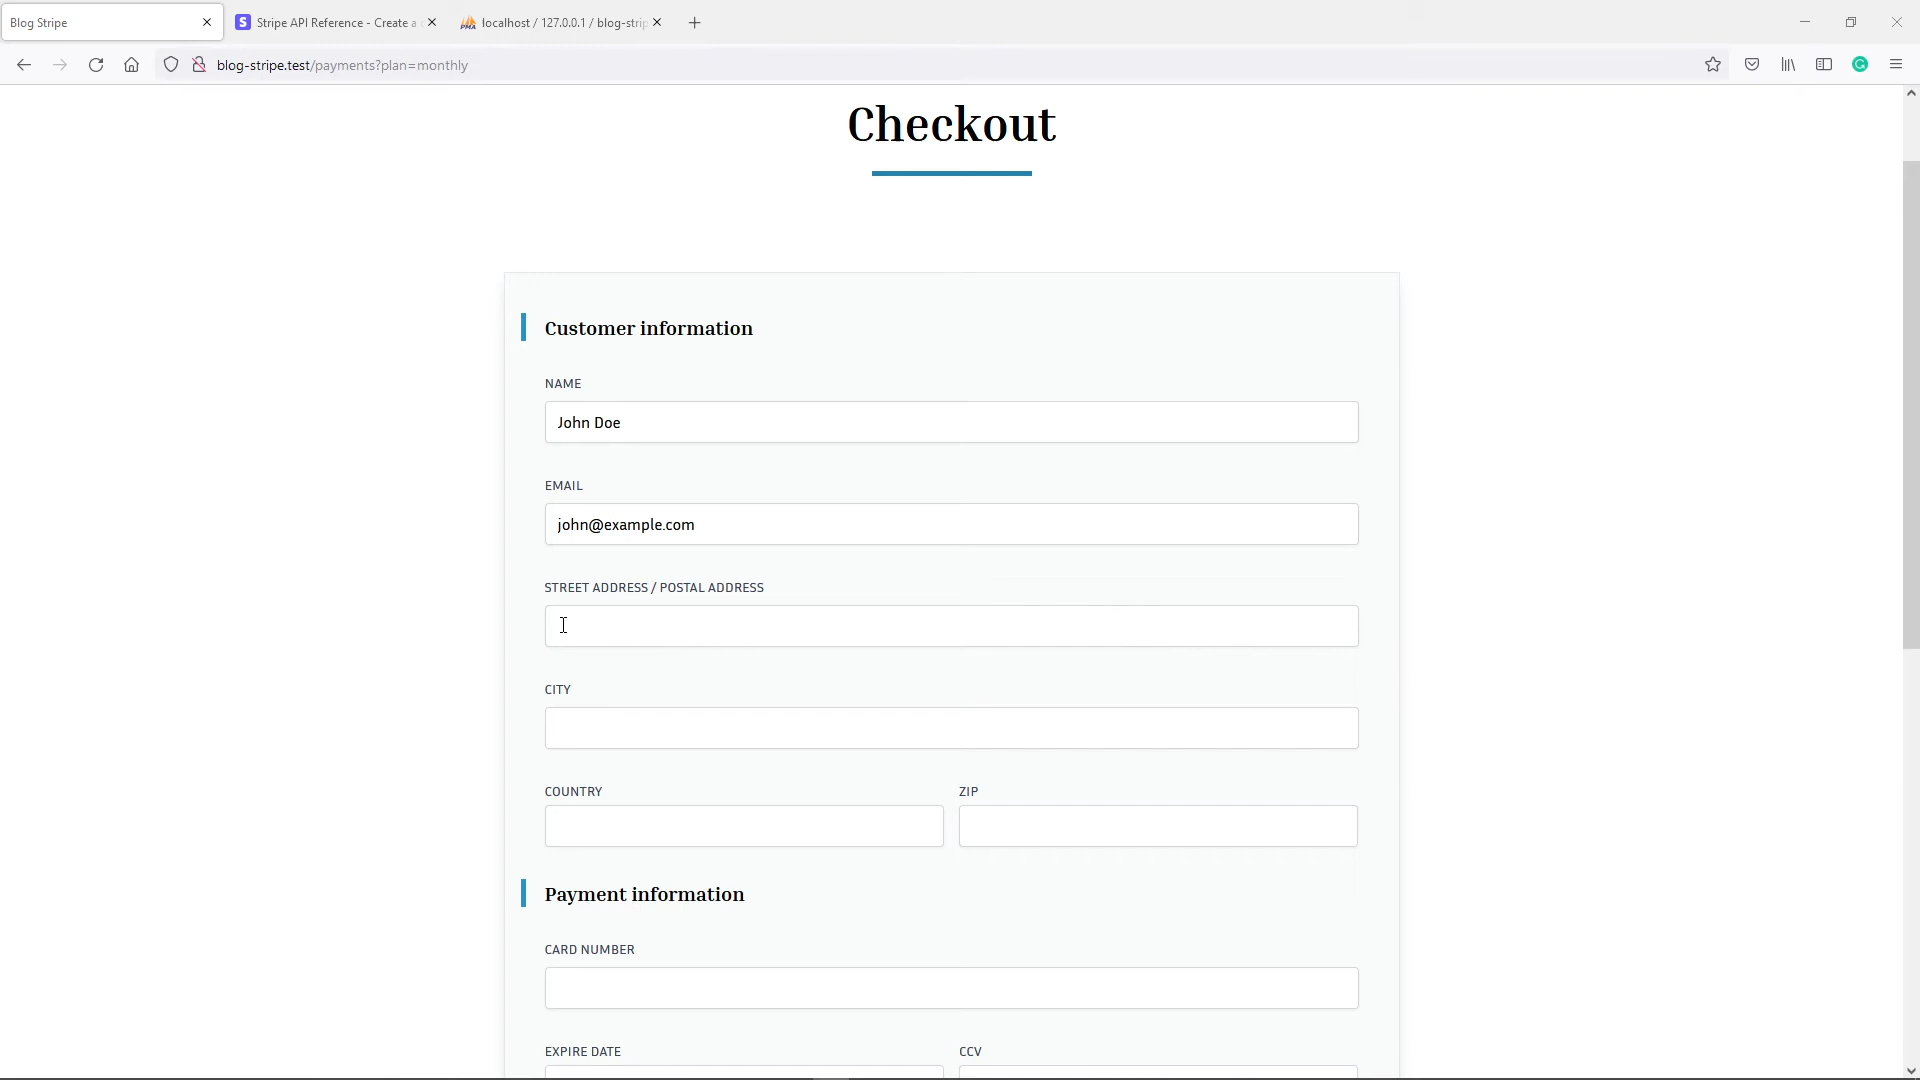 Blog Stripe
Stripe API Reference - Create a
localhost / 127.0.0.1 / blog-strip
blog-stripe.test/payments?plan=monthly
Checkout
Customer information
NAME
John Doe
EMAIL
john@example.com
STREET ADDRESS / POSTAL ADDRESS
CITY
COUNTRY
ZIP
Payment information
CARD NUMBER
EXPIRE DATE
CCV